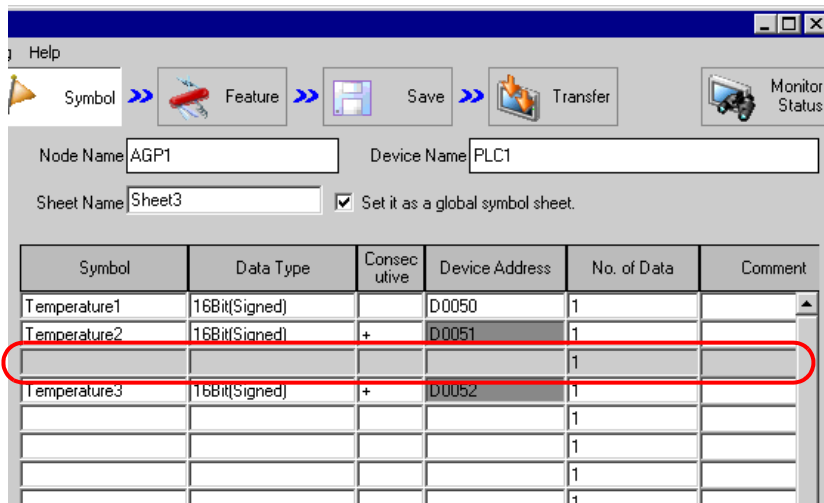 g Help
Symbol >> Feature >> Save >> Transfer Monitor Status
Node Name AGP1 Device Name PLC1
Sheet Name Sheet3 Set it as a global symbol sheet.
Symbol Data Type Consecutive Device Address No. of Data Comment
Temperature1 16Bit(Signed) D0050 1
Temperature2 16Bit(Signed) + D0051 1
1
Temperature3 16Bit(Signed) + D0052 1
1
1
1
1